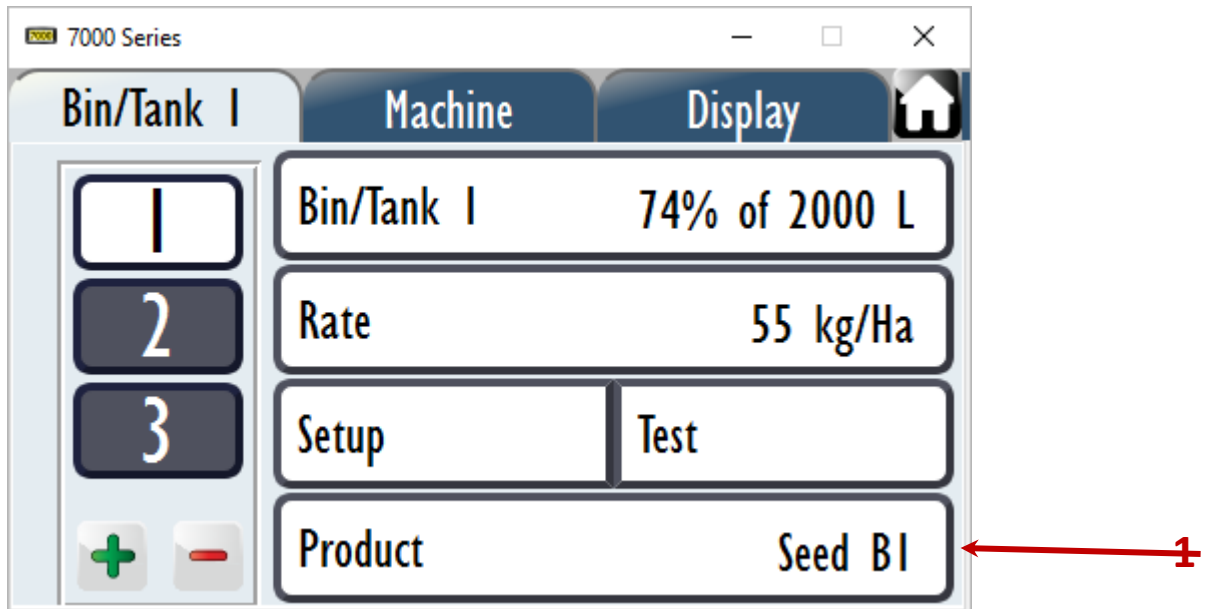 7000 7000 Series
Bin/Tank 1 Machine Display
1
2
3
Bin/Tank 1 74% of 2000 L
Rate 55 kg/Ha
Setup Test
Product Seed B1
1